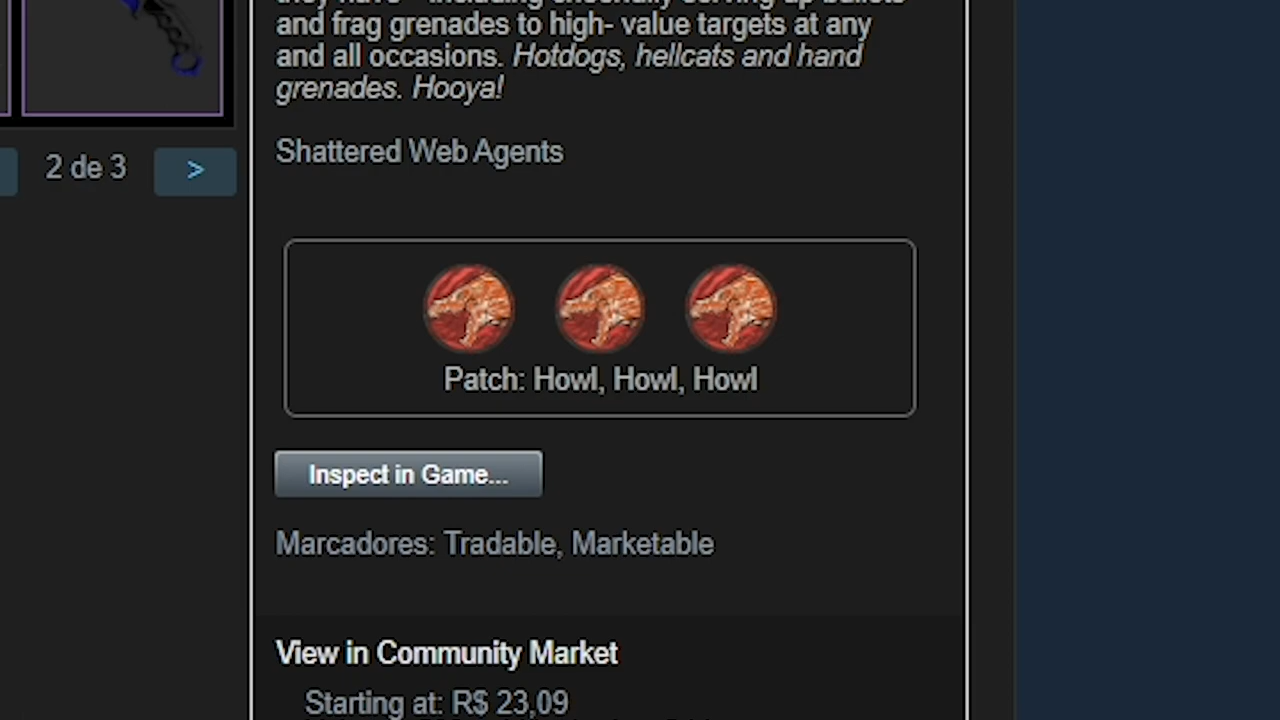 and frag grenades to high- value targets at any
and all occasions. Hotdogs, hellcats and hand
grenades. Hooya!
Shattered Web Agents
2 de 3
>
Patch: Howl, Howl, Howl
Inspect in Game...
Marcadores: Tradable, Marketable
View in Community Market
Starting at: R$ 23,09